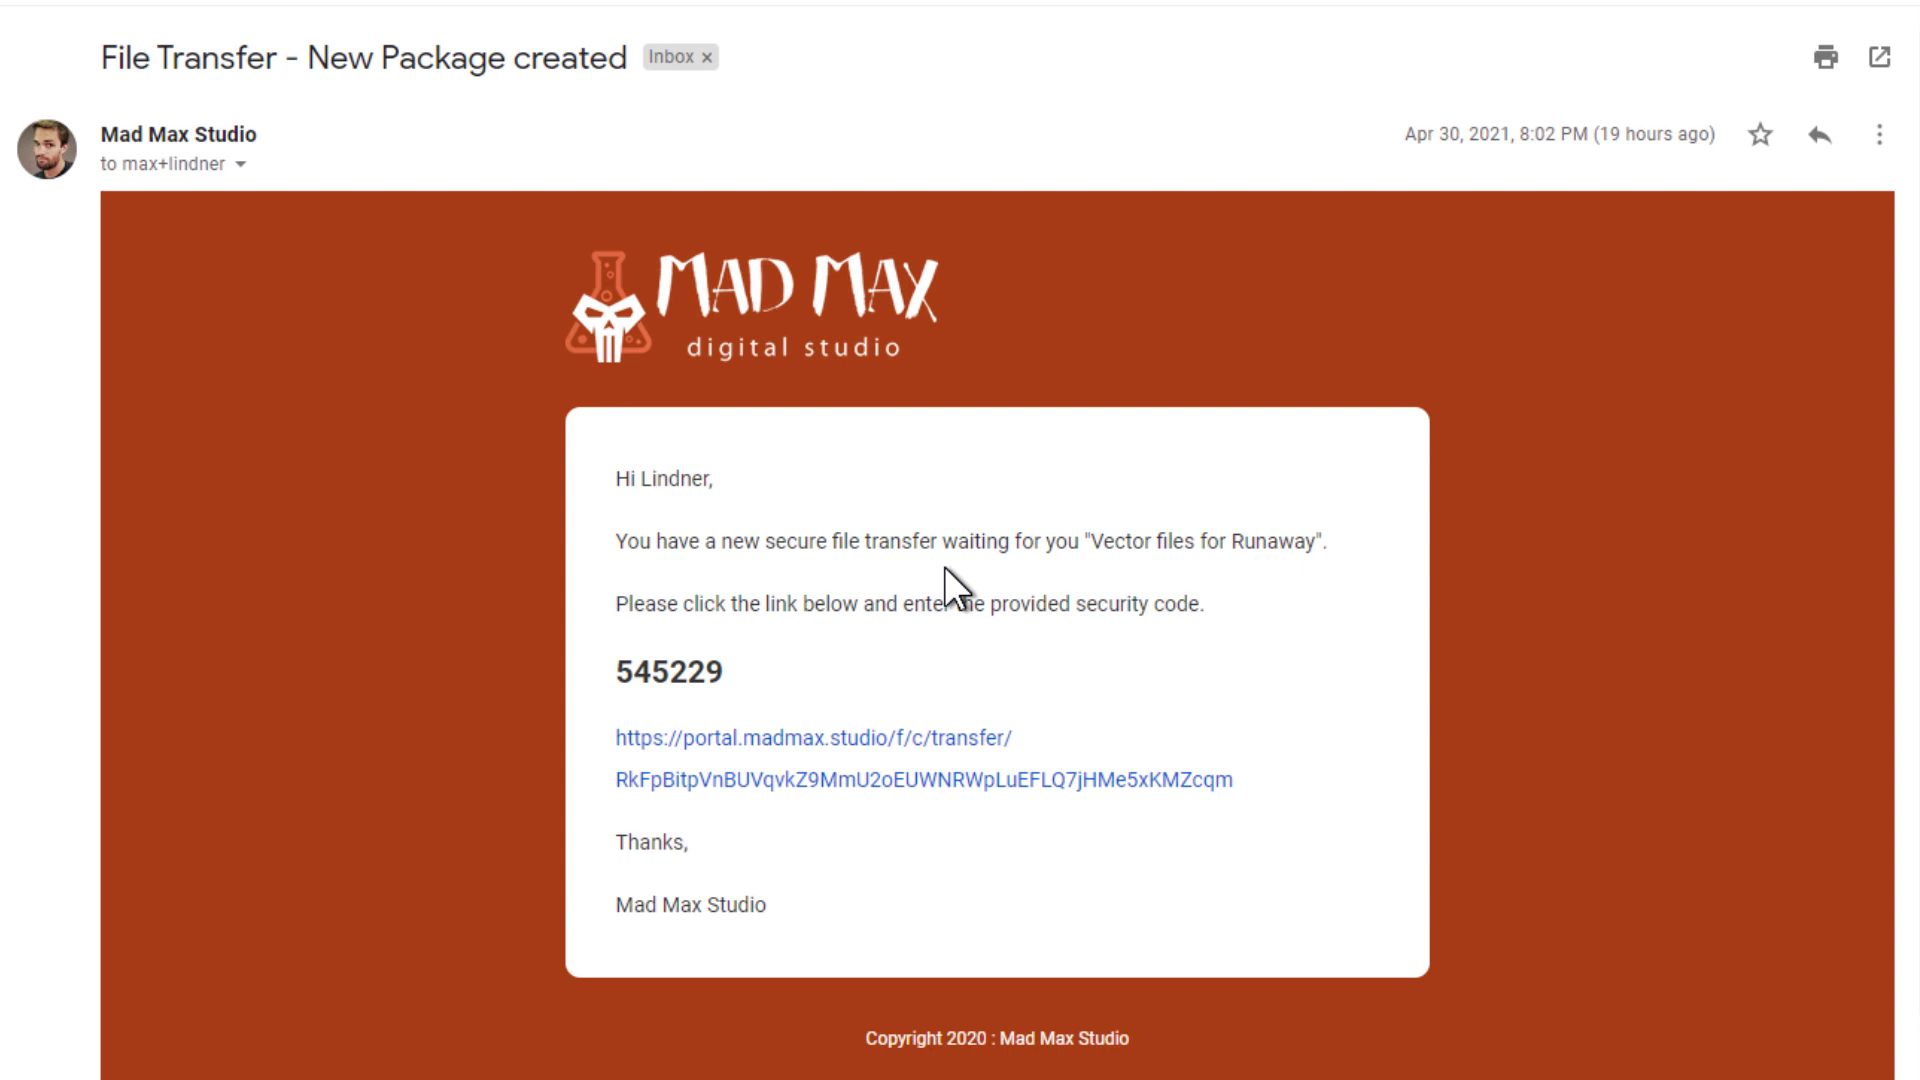 File Transfer - New Package created Inbox ×
Mad Max Studio
Apr 30, 2021, 8:02 PM (19 hours ago)
to max+lindner
MAD MAX
digital studio
Hi Lindner,
You have a new secure file transfer waiting for you "Vector files for Runaway".
Please click the link below and enter the provided security code.
545229
https://portal.madmax.studio/f/c/transfer/
RkFpBitpVnBUVqvkZ9MmU2oEUWNRWpLuEFLQ7jHMe5xKMZcqm
Thanks,
Mad Max Studio
Copyright 2020 : Mad Max Studio